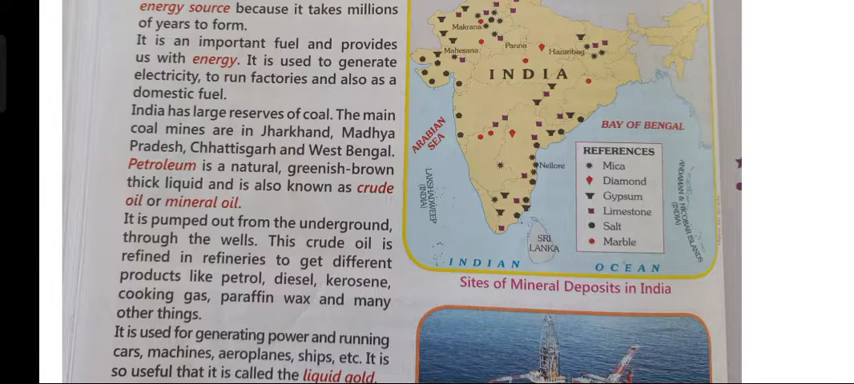 energy source because it takes millions
of years to form.
It is an important fuel and provides
us with energy. It is used to generate
electricity, to run factories and also as a
domestic fuel.
India has large reserves of coal. The main
coal mines are in Jharkhand, Madhya
Pradesh, Chhattisgarh and West Bengal.
Petroleum is a natural, greenish-brown
thick liquid and is also known as crude
oil or mineral oil.
It is pumped out from the underground,
through the wells. This crude oil is
refined in refineries to get different
products like petrol, diesel, kerosene,
cooking gas, paraffin wax and many
other things.
It is used for generating power and running
cars, machines, aeroplanes, ships, etc. It is
so useful that it is called the liquid gold.
Makrana
Mahesana
Panna
Hazaribag
INDIA
ARABIAN
SEA
BAY OF BENGAL
LAKSHADWEEP
(INDIA)
Nellore
REFERENCES
Mica
Diamond
Gypsum
Limestone
Salt
Marble
ANDAMAN & NICOBAR ISLANDS
(INDIA)
SRI
LANKA
INDIAN OCEAN
Sites of Mineral Deposits in India